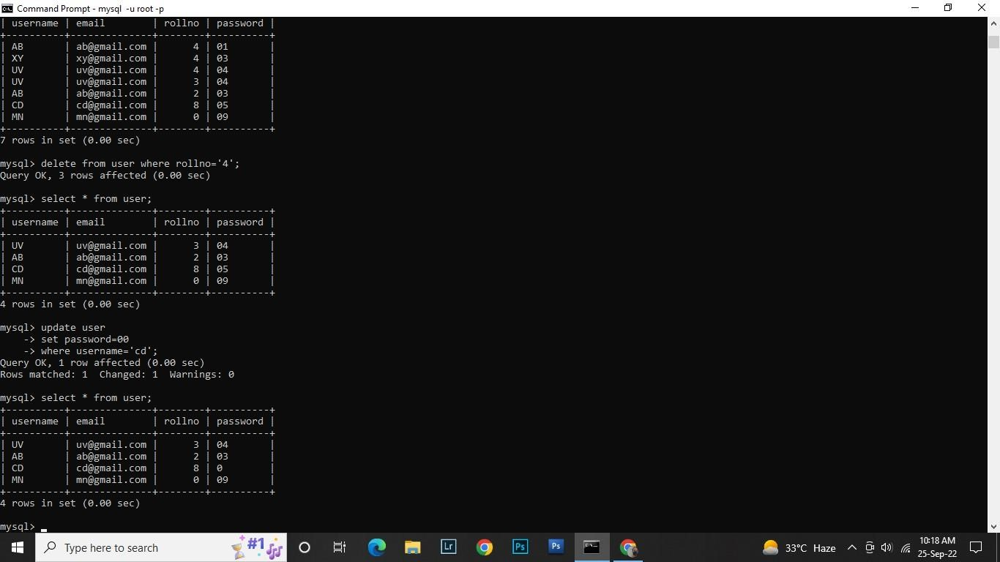 Command Prompt - mysql  -u root -p
| username | email        | rollno | password |
+----------+--------------+--------+----------+
| AB       | ab@gmail.com |      4 | 01       |
| XY       | xy@gmail.com |      4 | 03       |
| UV       | uv@gmail.com |      4 | 04       |
| UV       | uv@gmail.com |      3 | 04       |
| AB       | ab@gmail.com |      2 | 03       |
| CD       | cd@gmail.com |      8 | 05       |
| MN       | mn@gmail.com |      0 | 09       |
+----------+--------------+--------+----------+
7 rows in set (0.00 sec)
mysql> delete from user where rollno='4';
Query OK, 3 rows affected (0.00 sec)
mysql> select * from user;
+----------+--------------+--------+----------+
| username | email        | rollno | password |
+----------+--------------+--------+----------+
| UV       | uv@gmail.com |      3 | 04       |
| AB       | ab@gmail.com |      2 | 03       |
| CD       | cd@gmail.com |      8 | 05       |
| MN       | mn@gmail.com |      0 | 09       |
+----------+--------------+--------+----------+
4 rows in set (0.00 sec)
mysql> update user
    -> set password=00
    -> where username='cd';
Query OK, 1 row affected (0.00 sec)
Rows matched: 1  Changed: 1  Warnings: 0
mysql> select * from user;
+----------+--------------+--------+----------+
| username | email        | rollno | password |
+----------+--------------+--------+----------+
| UV       | uv@gmail.com |      3 | 04       |
| AB       | ab@gmail.com |      2 | 03       |
| CD       | cd@gmail.com |      8 | 0        |
| MN       | mn@gmail.com |      0 | 09       |
+----------+--------------+--------+----------+
4 rows in set (0.00 sec)
mysql> _
Type here to search #1 Lr Ps Ps 33°C Haze 10:18 AM
25-Sep-22